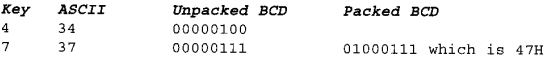 Key ASCII Unpacked BCD Packed BCD
4 34 00000100
7 37 00000111 01000111 which is 47H